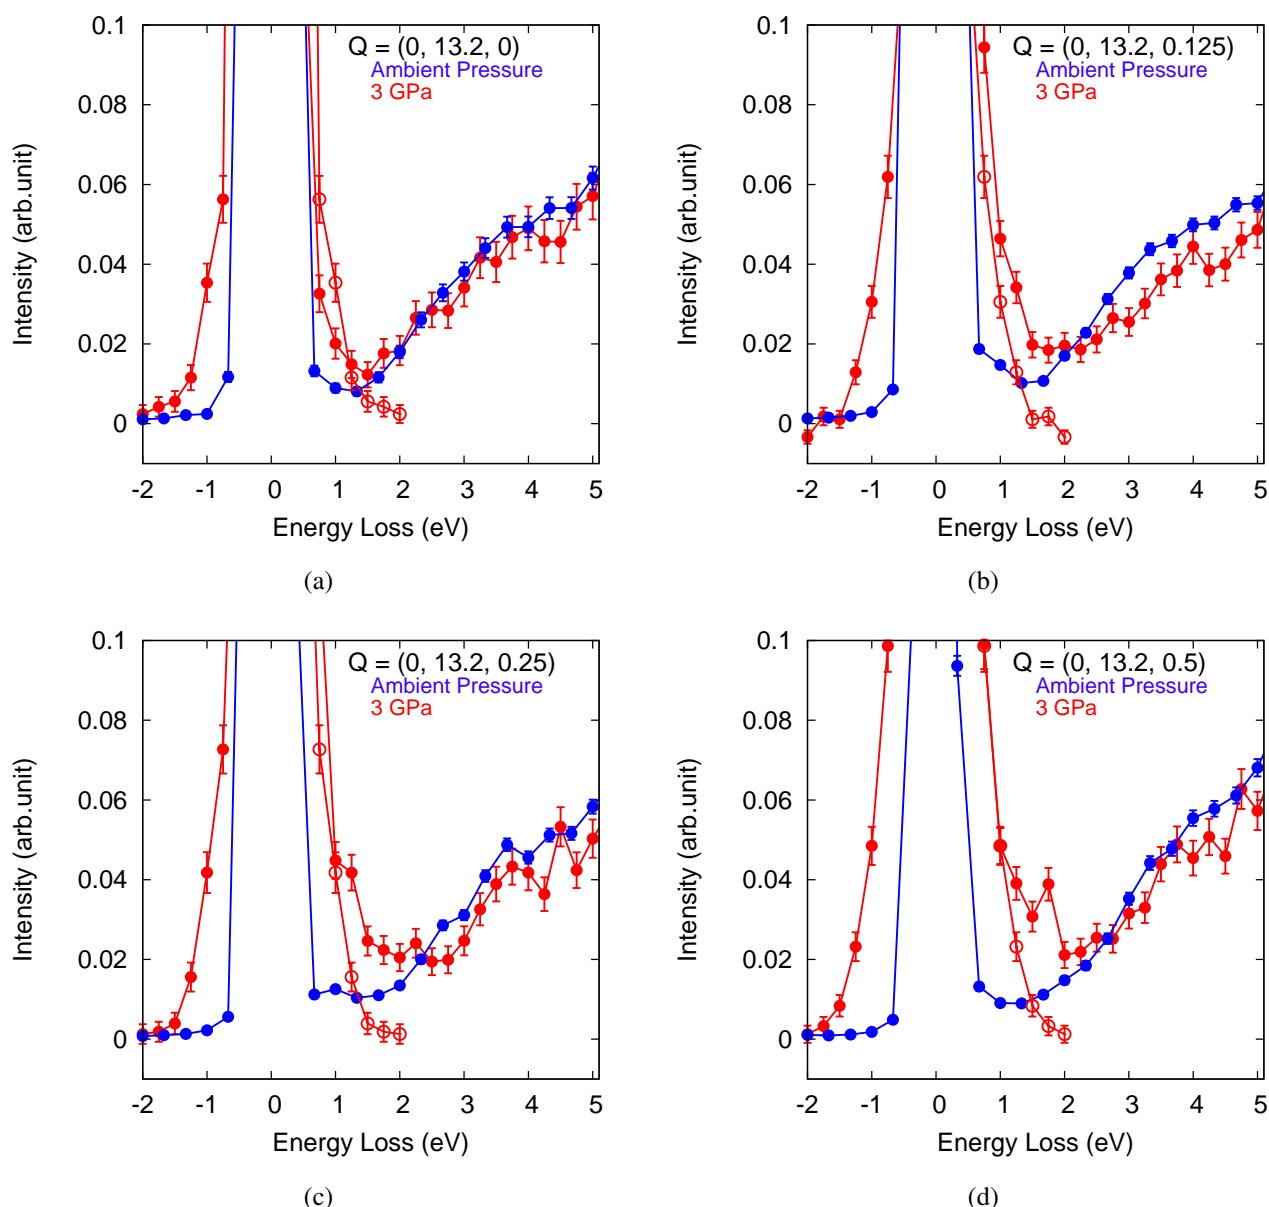 Q = (0, 13.2, 0)
Ambient Pressure
3 GPa
Intensity (arb.unit)
0.1
0.08
0.06
0.04
0.02
0
-2 -1 0 1 2 3 4 5
Energy Loss (eV)
(a)
Q = (0, 13.2, 0.125)
Ambient Pressure
3 GPa
Intensity (arb.unit)
0.1
0.08
0.06
0.04
0.02
0
-2 -1 0 1 2 3 4 5
Energy Loss (eV)
(b)
Q = (0, 13.2, 0.25)
Ambient Pressure
3 GPa
Intensity (arb.unit)
0.1
0.08
0.06
0.04
0.02
0
-2 -1 0 1 2 3 4 5
Energy Loss (eV)
(c)
Q = (0, 13.2, 0.5)
Ambient Pressure
3 GPa
Intensity (arb.unit)
0.1
0.08
0.06
0.04
0.02
0
-2 -1 0 1 2 3 4 5
Energy Loss (eV)
(d)